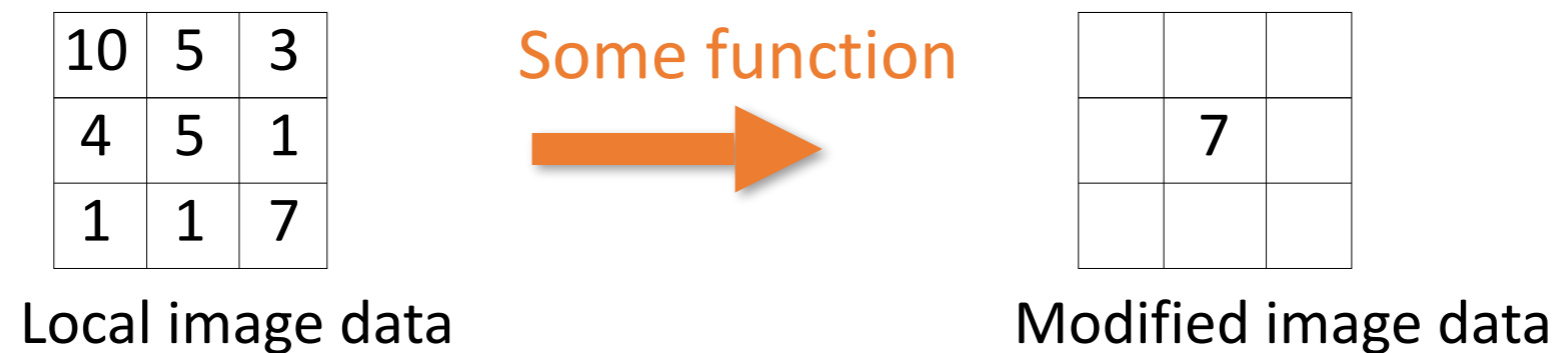 10 5 3
Some function
4 5 1
7
1 1 7
Local image data
Modified image data